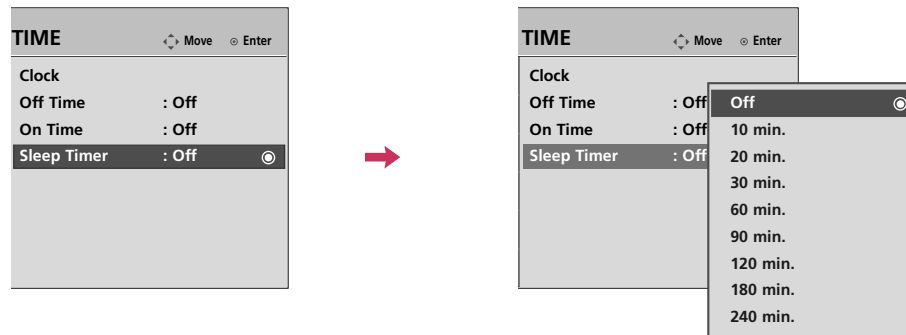 TIME Move Enter
Clock
Off Time : Off
On Time : Off
Sleep Timer : Off
TIME Move Enter
Clock
Off Time : Off
On Time : Off
Sleep Timer : Off
Off
10 min.
20 min.
30 min.
60 min.
90 min.
120 min.
180 min.
240 min.